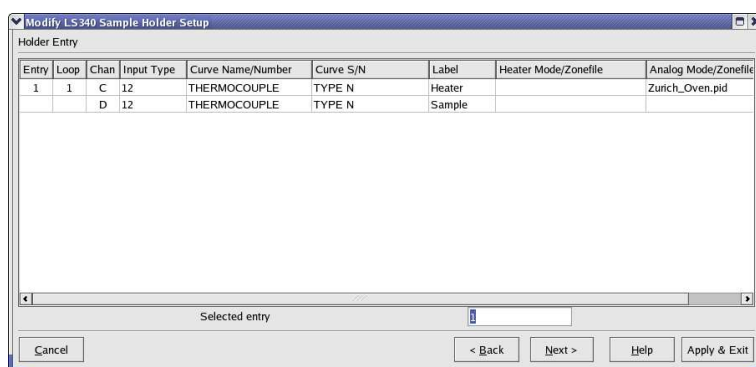 Modify LS340 Sample Holder Setup
Holder Entry
Entry Loop Chan Input Type Curve Name/Number Curve S/N Label Heater Mode/Zonefile Analog Mode/Zonefile
1 1 C 12 THERMOCOUPLE TYPE N Heater Zurich_Oven.pid
D 12 THERMOCOUPLE TYPE N Sample
Selected entry 1
Cancel < Back Next > Help Apply & Exit